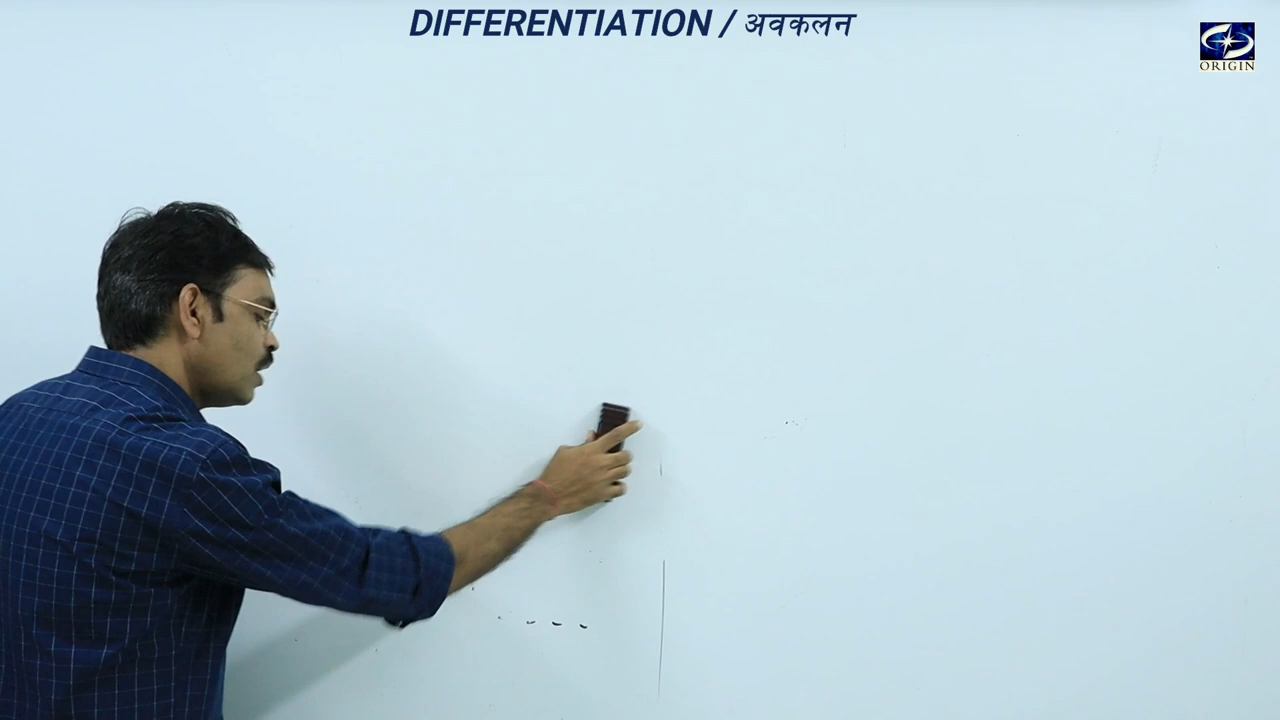 DIFFERENTIATION / अवकलन
ORIGIN